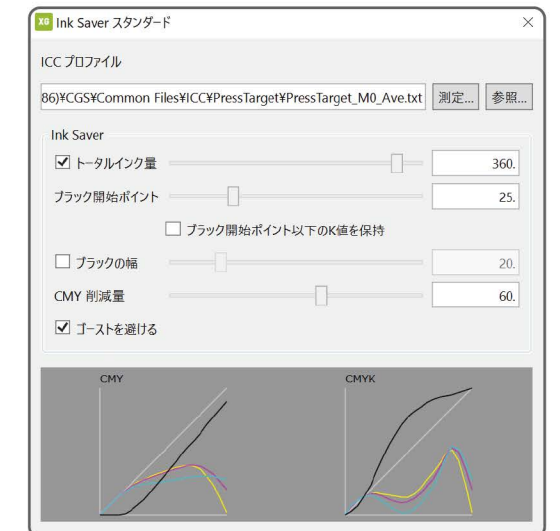 XG Ink Saver スタンダード
ICC プロファイル
86)¥CGS¥Common Files¥ICC¥PressTarget¥PressTarget_M0_Ave.txt 測定... 参照...
Ink Saver
トータルインク量 360.
ブラック開始ポイント 25.
ブラック開始ポイント以下のK値を保持
ブラックの幅 20.
CMY 削減量 60.
ゴーストを避ける
CMY CMYK